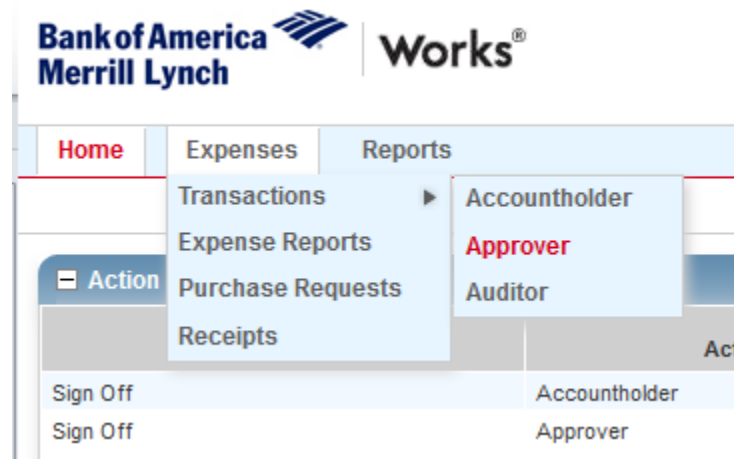 Bank of America
Merrill Lynch
Works®
Home Expenses Reports
Transactions ▶ Accountholder
Expense Reports Approver
Action
Purchase Requests Auditor
Receipts
Sign Off Accountholder
Sign Off Approver